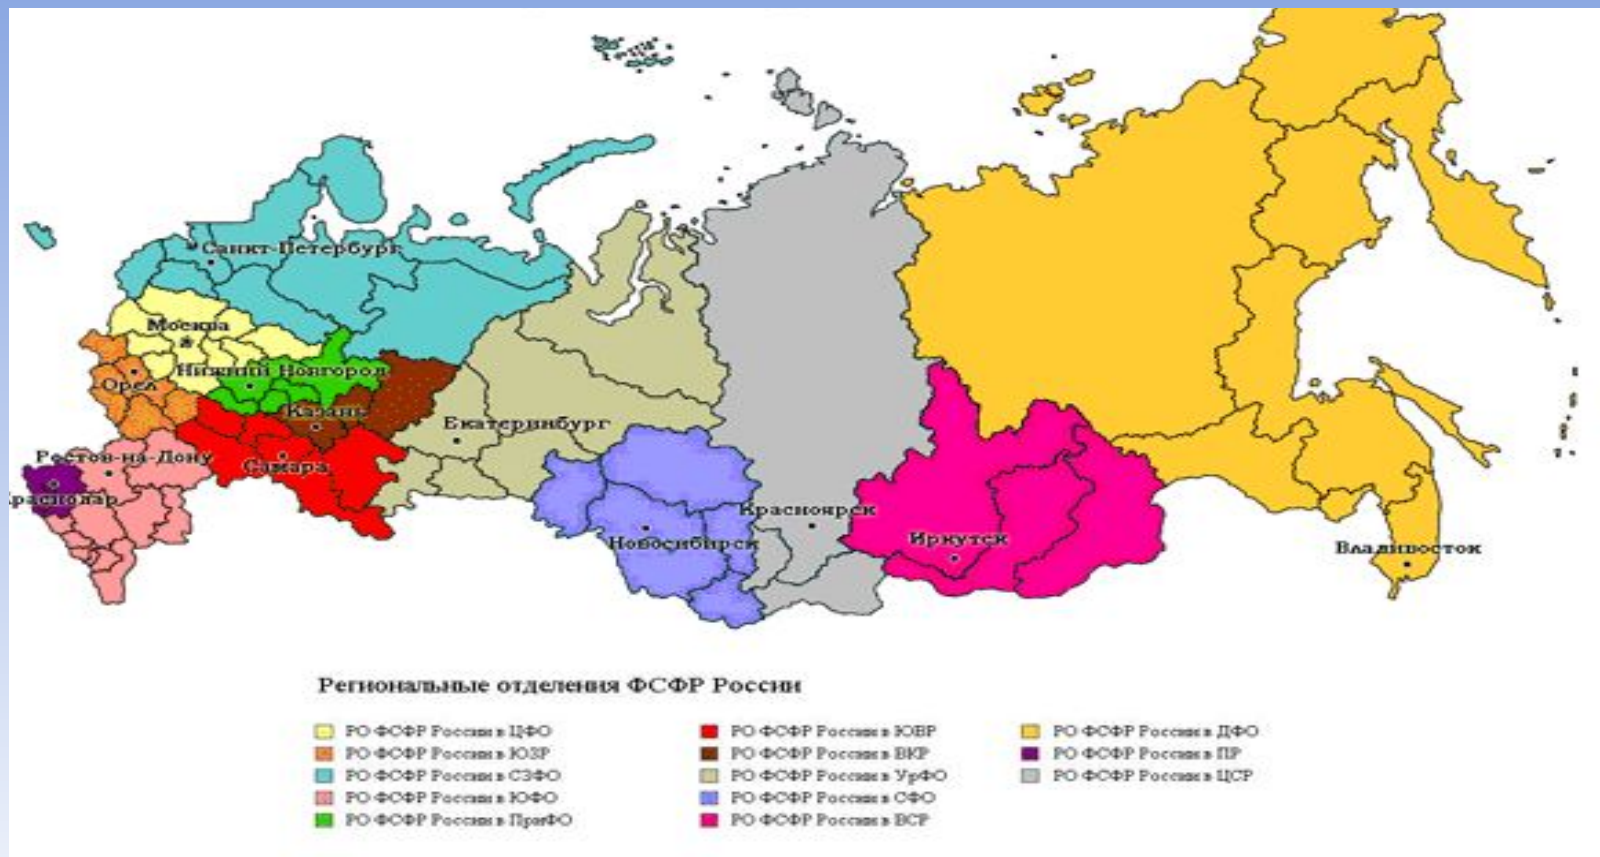 Санкт-Петербург
Москва
Нижний Новгород
Орел
Казань
Екатеринбург
Ростов-на-Дону
Самара
Краснодар
Красноярск
Новосибирск
Иркутск
Владивосток
Региональные отделения ФСФР России
РО ФСФР России в ЦФО
РО ФСФР России в ЮЗР
РО ФСФР России в СЗФО
РО ФСФР России в ЮФО
РО ФСФР России в ПриФО
РО ФСФР России в ЮВР
РО ФСФР России в ВКР
РО ФСФР России в УрФО
РО ФСФР России в СФО
РО ФСФР России в ВСР
РО ФСФР России в ДФО
РО ФСФР России в ПР
РО ФСФР России в ЦСР